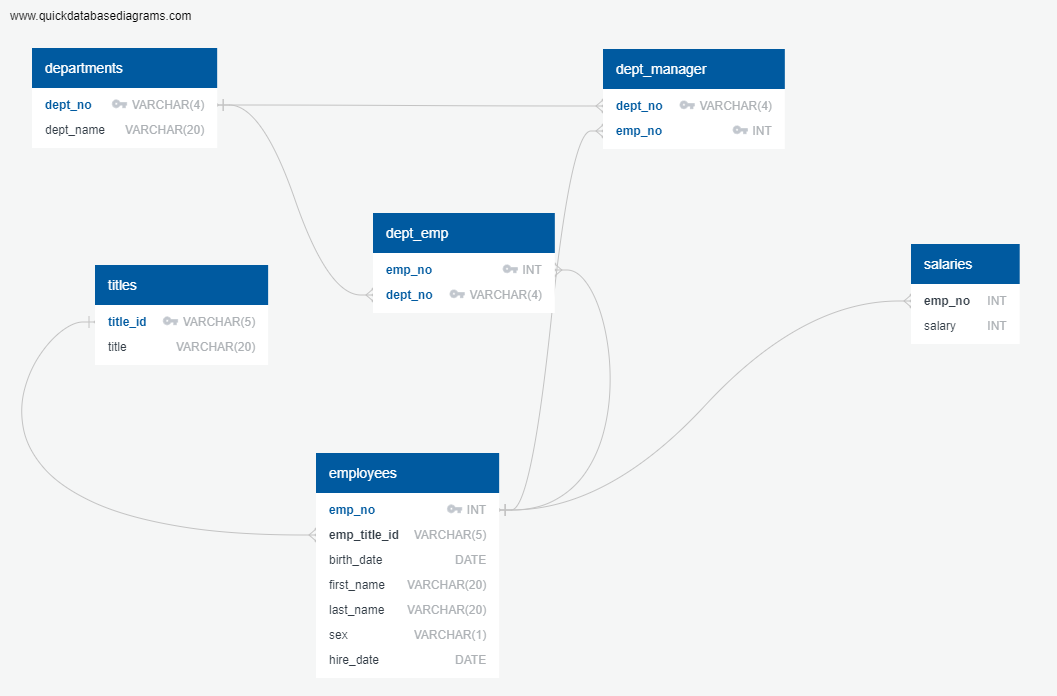 www.quickdatabasediagrams.com
departments
dept_no VARCHAR(4)
dept_name VARCHAR(20)
dept_manager
dept_no VARCHAR(4)
emp_no INT
dept_emp
emp_no INT
dept_no VARCHAR(4)
salaries
emp_no INT
salary INT
titles
title_id VARCHAR(5)
title VARCHAR(20)
employees
emp_no INT
emp_title_id VARCHAR(5)
birth_date DATE
first_name VARCHAR(20)
last_name VARCHAR(20)
sex VARCHAR(1)
hire_date DATE